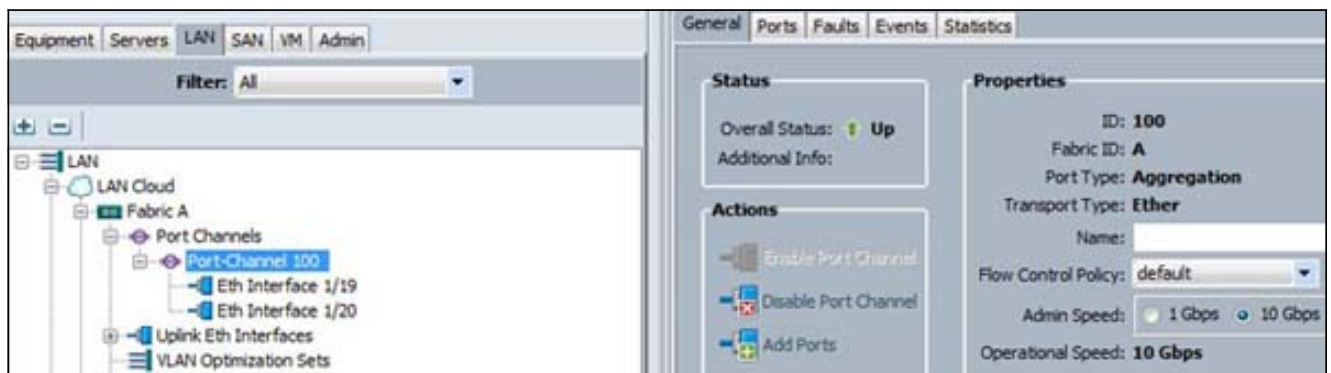 Equipment Servers LAN SAN VM Admin
Filter: All
LAN
LAN Cloud
Fabric A
Port Channels
Port-Channel 100
Eth Interface 1/19
Eth Interface 1/20
Uplink Eth Interfaces
VLAN Optimization Sets
General Ports Faults Events Statistics
Status
Overall Status: Up
Additional Info:
Actions
Enable Port Channel
Disable Port Channel
Add Ports
Properties
ID: 100
Fabric ID: A
Port Type: Aggregation
Transport Type: Ether
Name:
Flow Control Policy: default
Admin Speed: 1 Gbps 10 Gbps
Operational Speed: 10 Gbps